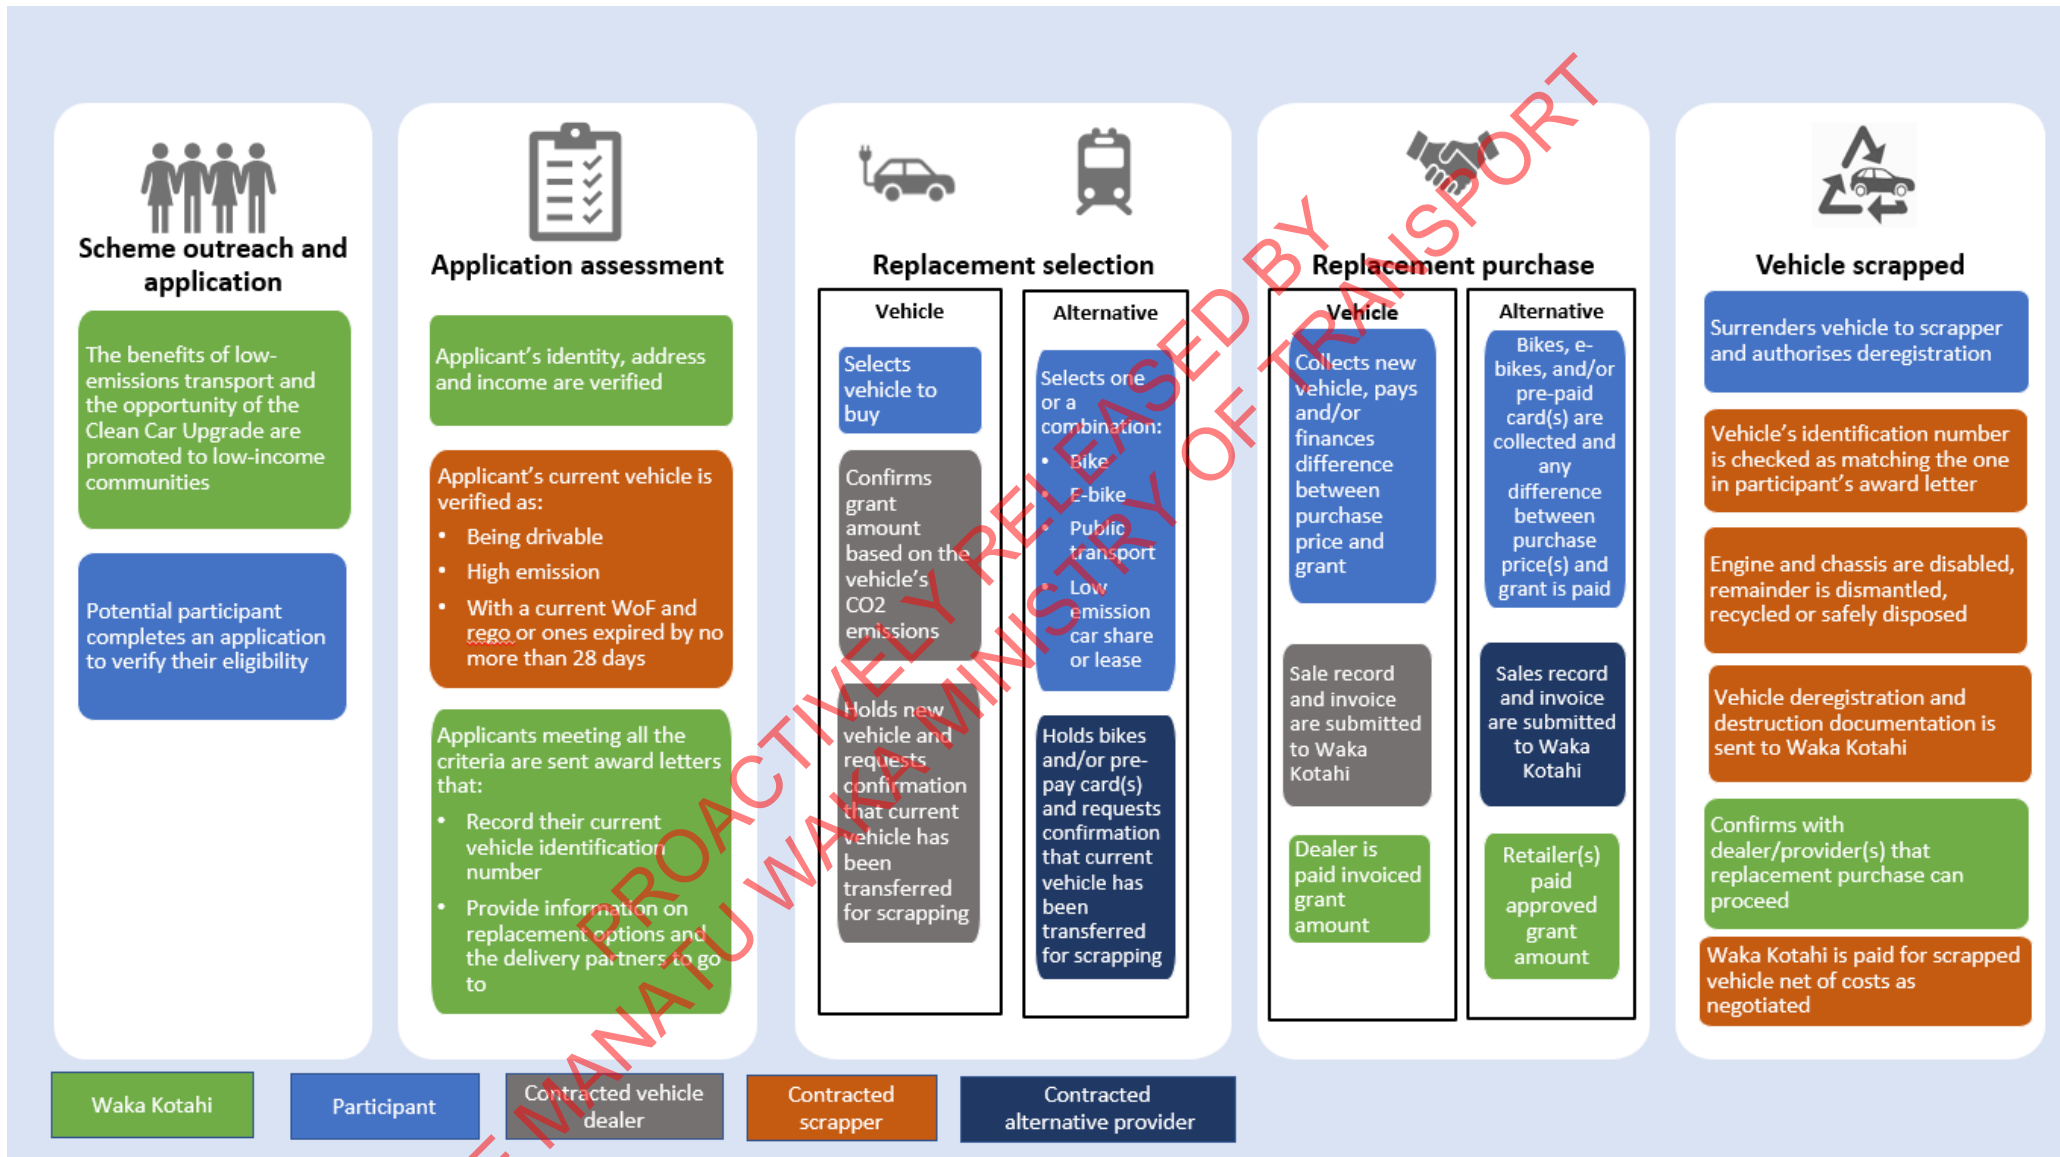 Scheme outreach and
application
The benefits of low-
emissions transport and
the opportunity of the
Clean Car Upgrade are
promoted to low-income
communities
Potential participant
completes an application
to verify their eligibility
Application assessment
Applicant's identity, address
and income are verified
Applicant's current vehicle is
verified as:
• Being drivable
• High emission
• With a current WoF and
rego or ones expired by no
more than 28 days
Applicants meeting all the
criteria are sent award letters
that:
• Record their current
vehicle identification
number
• Provide information on
replacement options and
the delivery partners to go
to
Replacement selection
Vehicle
Selects
vehicle to
buy
Confirms
grant
amount
based on the
vehicle's
CO2
emissions
Holds new
vehicle and
requests
confirmation
that current
vehicle has
been
transferred
for scrapping
Alternative
Selects one
or a
combination:
• Bike
• E-bike
• Public
transport
• Low
emission
car share
or lease
Holds bikes
and/or pre-
pay card(s)
and requests
confirmation
that current
vehicle has
been
transferred
for scrapping
Replacement purchase
Vehicle
Collects new
vehicle, pays
and/or
finances
difference
between
purchase
price and
grant
Sale record
and invoice
are submitted
to Waka
Kotahi
Dealer is
paid invoiced
grant
amount
Alternative
Bikes, e-
bikes, and/or
pre-paid
card(s) are
collected and
any
difference
between
purchase
price(s) and
grant is paid
Sales record
and invoice
are submitted
to Waka
Kotahi
Retailer(s)
paid
approved
grant
amount
Vehicle scrapped
Surrenders vehicle to scrapper
and authorises deregistration
Vehicle's identification number
is checked as matching the one
in participant's award letter
Engine and chassis are disabled,
remainder is dismantled,
recycled or safely disposed
Vehicle deregistration and
destruction documentation is
sent to Waka Kotahi
Confirms with
dealer/provider(s) that
replacement purchase can
proceed
Waka Kotahi is paid for scrapped
vehicle net of costs as
negotiated
Waka Kotahi
Participant
Contracted vehicle
dealer
Contracted
scrapper
Contracted
alternative provider
PROACTIVELY RELEASED BY
MANATU WAKA MINISTRY OF TRANSPORT